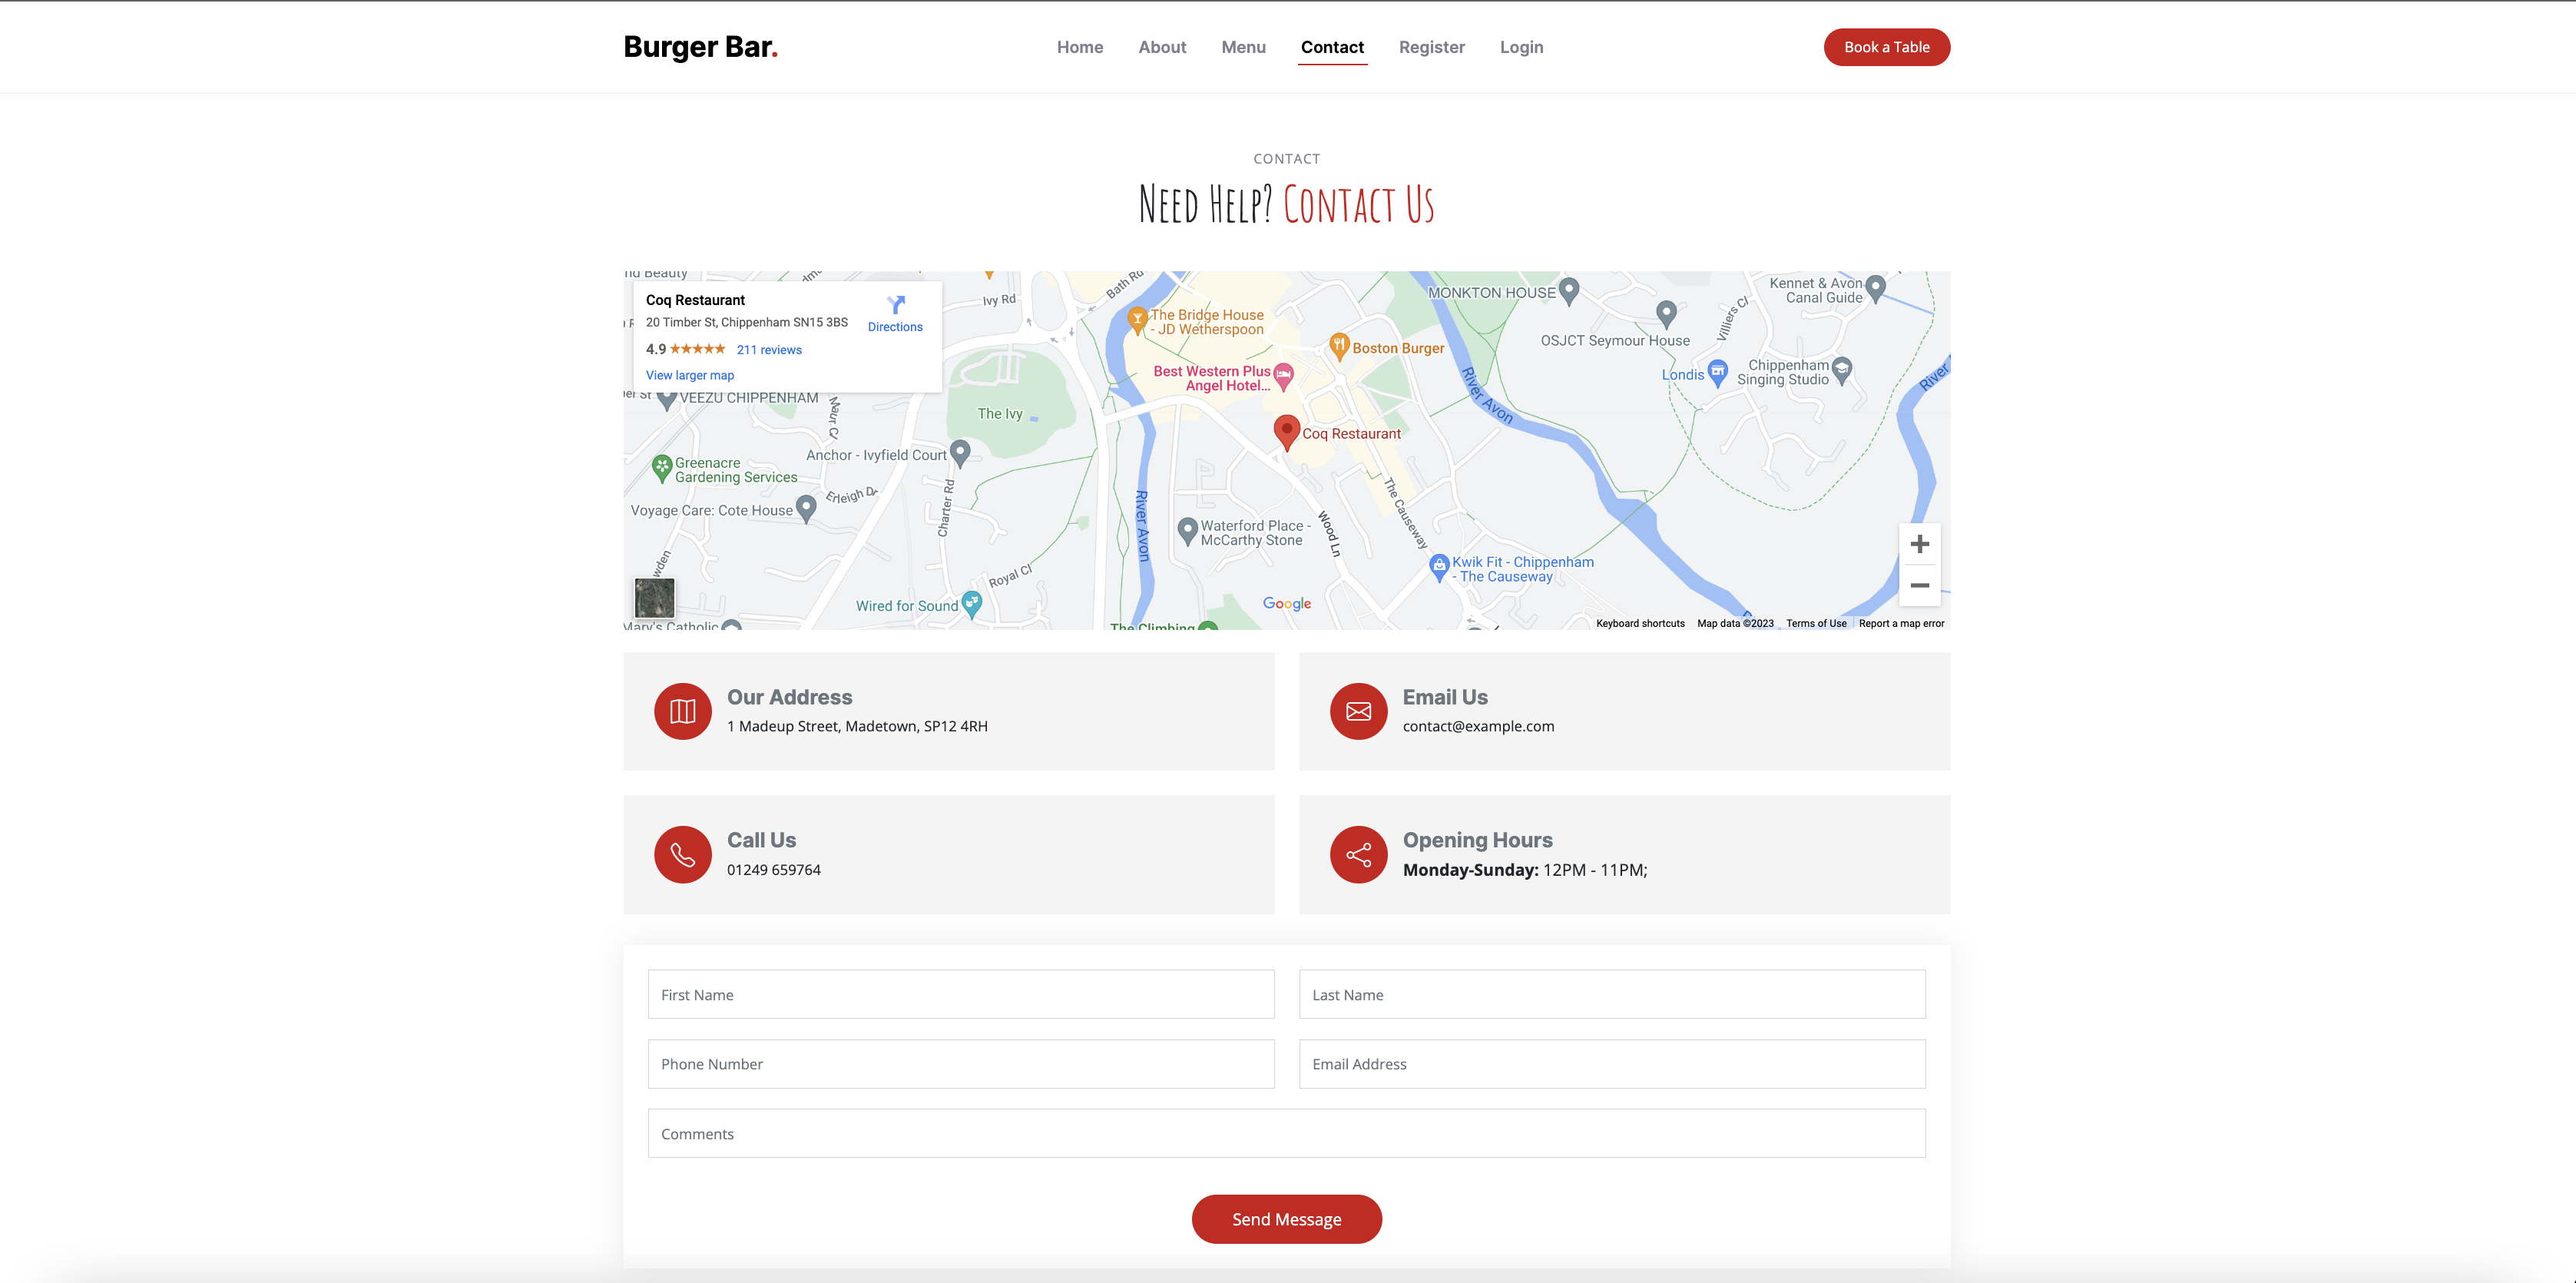 Burger Bar.
Home
About
Menu
Contact
Register
Login
Book a Table
CONTACT
Need Help? Contact Us
nd Beauty
Coq Restaurant
20 Timber St, Chippenham SN15 3BS
4.9
211 reviews
View larger map
Directions
Ivy Rd
Bath Rd
The Bridge House
- JD Wetherspoon
Boston Burger
Best Western Plus
Angel Hotel...
Coq Restaurant
MONKTON HOUSE
OSJCT Seymour House
Kennet & Avon
Canal Guide
Villiers Cl
Londis
Chippenham
Singing Studio
River Avon
River
VEEZU CHIPPENHAM
The Ivy
Anchor - Ivyfield Court
Greenacre
Gardening Services
Erleigh Dr
Voyage Care: Cote House
Charter Rd
River Avon
Waterford Place -
McCarthy Stone
Wood Ln
The Causeway
Kwik Fit - Chippenham
- The Causeway
Royal Cl
Wired for Sound
Mary's Catholic
The Climbing
Google
Keyboard shortcuts
Map data ©2023
Terms of Use
Report a map error
Our Address
1 Madeup Street, Madetown, SP12 4RH
Email Us
contact@example.com
Call Us
01249 659764
Opening Hours
Monday-Sunday: 12PM - 11PM;
First Name
Last Name
Phone Number
Email Address
Comments
Send Message